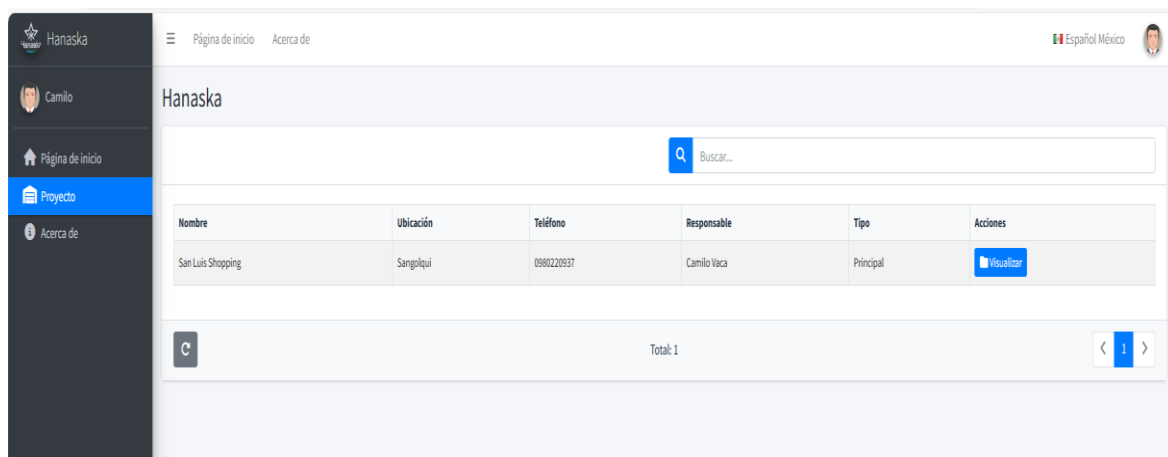 Hanaska
Hanaska
Página de inicio Acerca de
Español México
Camilo
Hanaska
Página de inicio
Proyecto
Acerca de
Buscar...
Nombre Ubicación Teléfono Responsable Tipo Acciones
San Luis Shopping Sangolqui 0980220937 Camilo Vaca Principal Visualizar
Total: 1
1